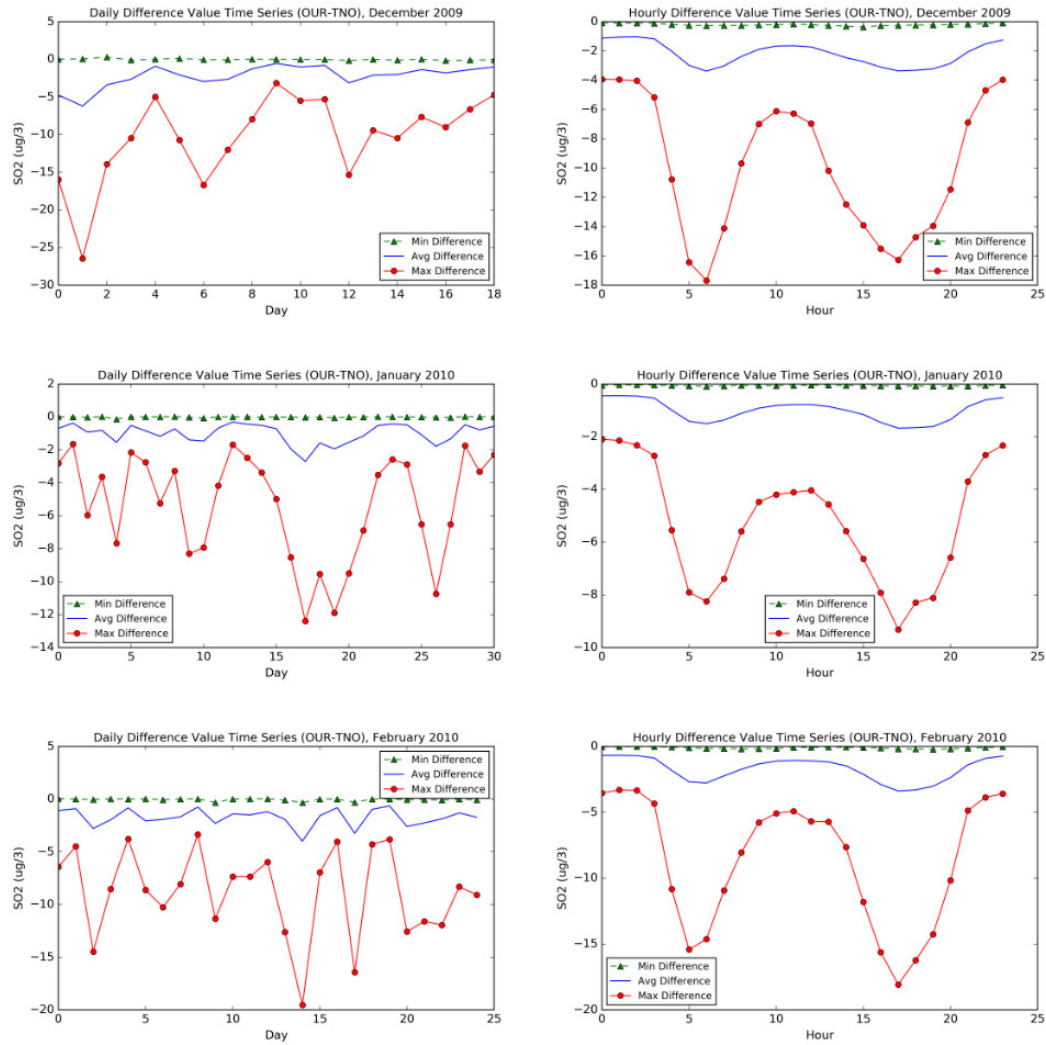 Daily Difference Value Time Series (OUR-TNO), December 2009
5
0
−5
−10
−15
−20
−25
−30
SO2 (ug/3)
0 2 4 6 8 10 12 14 16 18
Day
Min Difference
Avg Difference
Max Difference
Hourly Difference Value Time Series (OUR-TNO), December 2009
0
−2
−4
−6
−8
−10
−12
−14
−16
−18
SO2 (ug/3)
0 5 10 15 20 25
Hour
Min Difference
Avg Difference
Max Difference
Daily Difference Value Time Series (OUR-TNO), January 2010
2
0
−2
−4
−6
−8
−10
−12
−14
SO2 (ug/3)
0 5 10 15 20 25 30
Day
Min Difference
Avg Difference
Max Difference
Hourly Difference Value Time Series (OUR-TNO), January 2010
0
−2
−4
−6
−8
−10
SO2 (ug/3)
0 5 10 15 20 25
Hour
Min Difference
Avg Difference
Max Difference
Daily Difference Value Time Series (OUR-TNO), February 2010
5
0
−5
−10
−15
−20
SO2 (ug/3)
0 5 10 15 20 25
Day
Min Difference
Avg Difference
Max Difference
Hourly Difference Value Time Series (OUR-TNO), February 2010
0
−5
−10
−15
−20
SO2 (ug/3)
0 5 10 15 20 25
Hour
Min Difference
Avg Difference
Max Difference